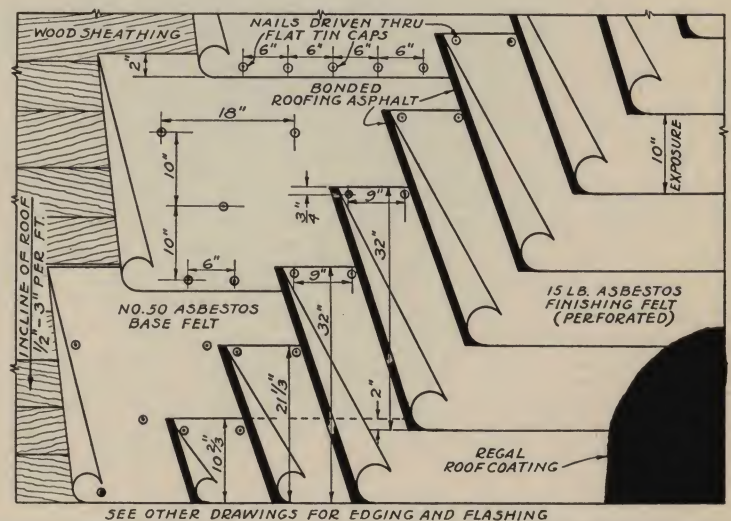 NAILS DRIVEN THRU
FLAT TIN CAPS
WOOD SHEATHING
6" 6" 6" 6"
2"
BONDED
ROOFING ASPHALT
18"
10"
10"
6"
3/4"
9"
32"
10"
EXPOSURE
INCLINE OF ROOF
1/2" - 3" PER FT.
NO. 50 ASBESTOS
BASE FELT
9"
32"
15 LB. ASBESTOS
FINISHING FELT
(PERFORATED)
21 1/3"
10 2/3"
2"
REGAL
ROOF COATING
SEE OTHER DRAWINGS FOR EDGING AND FLASHING